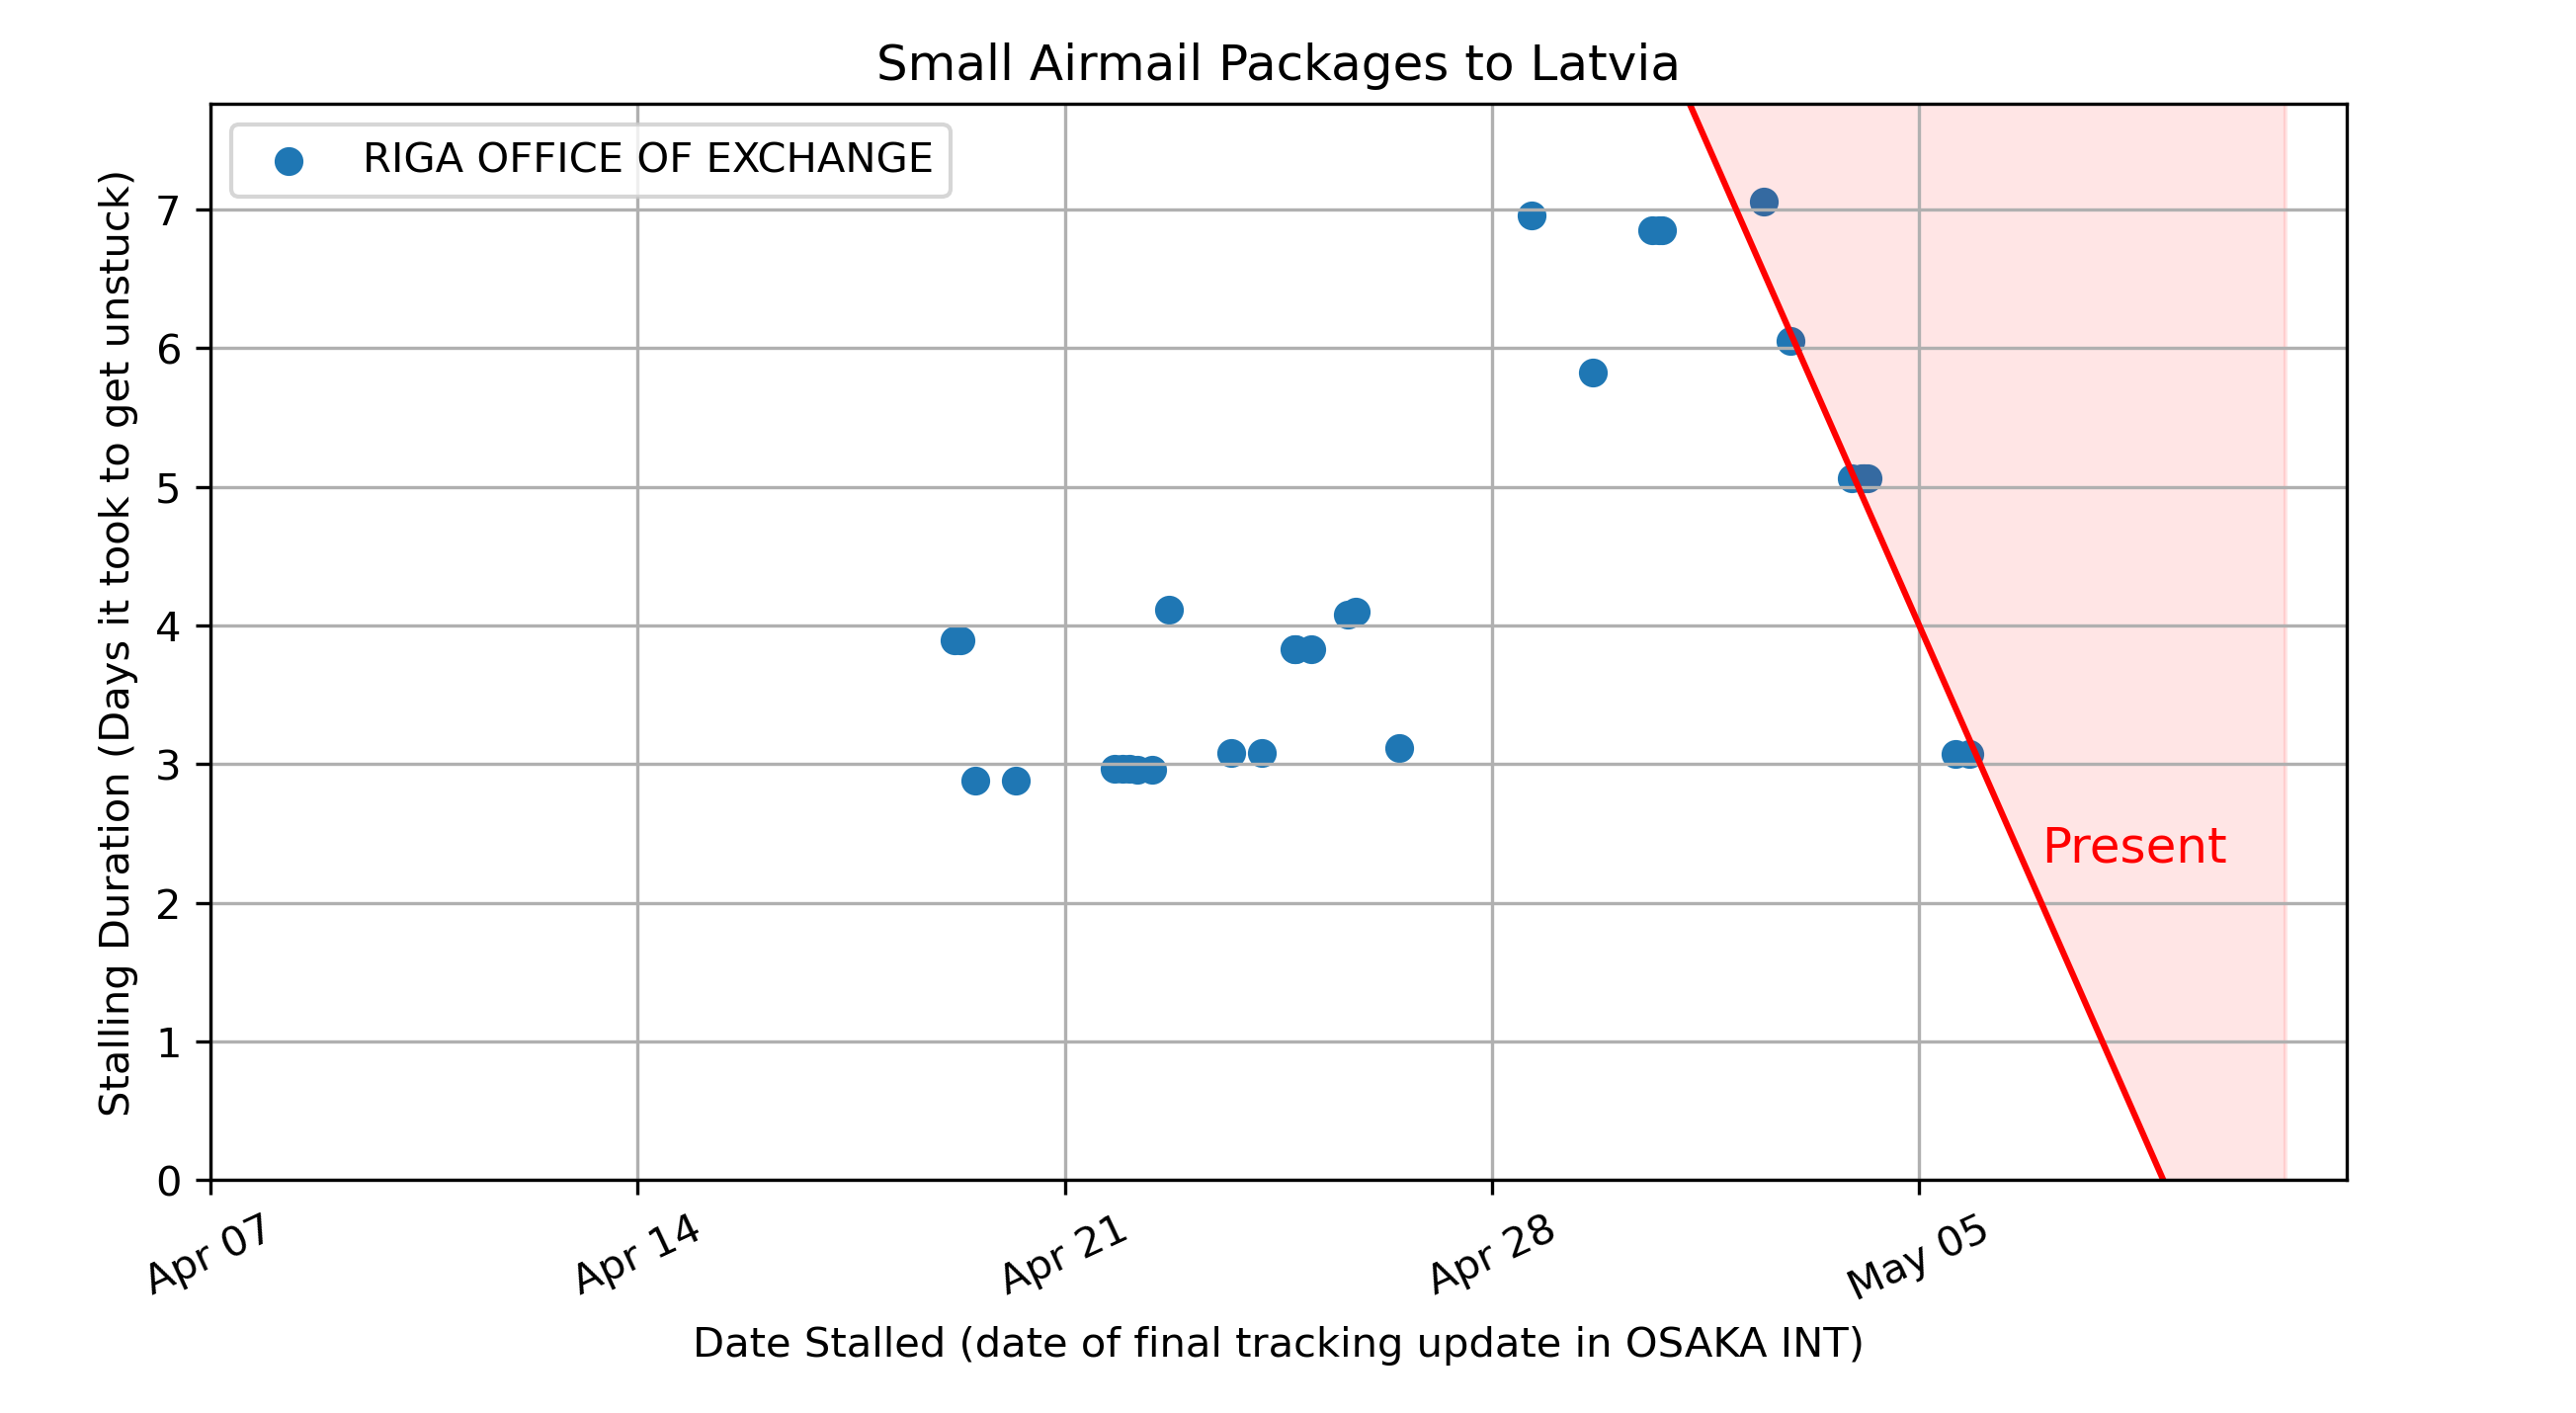 Small Airmail Packages to Latvia
RIGA OFFICE OF EXCHANGE
Stalling Duration (Days it took to get unstuck)
7
6
5
4
3
2
1
0
Present
Apr 07
Apr 14
Apr 21
Apr 28
May 05
Date Stalled (date of final tracking update in OSAKA INT)